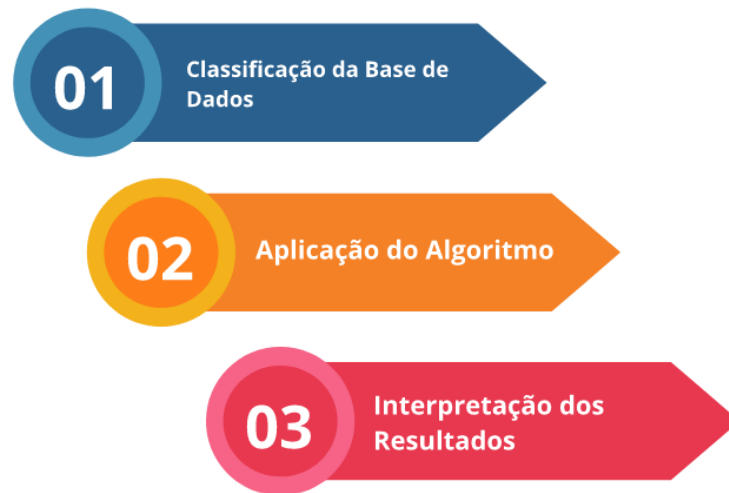 01
Classificação da Base de
Dados
02
Aplicação do Algoritmo
03
Interpretação dos
Resultados